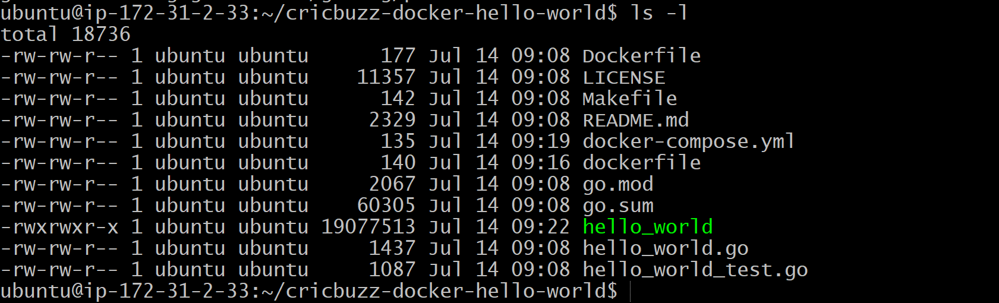 ubuntu@ip-172-31-2-33:~/cricbuzz-docker-hello-world$ ls -l
total 18736
-rw-rw-r-- 1 ubuntu ubuntu      177 Jul 14 09:08 Dockerfile
-rw-rw-r-- 1 ubuntu ubuntu    11357 Jul 14 09:08 LICENSE
-rw-rw-r-- 1 ubuntu ubuntu      142 Jul 14 09:08 Makefile
-rw-rw-r-- 1 ubuntu ubuntu     2329 Jul 14 09:08 README.md
-rw-rw-r-- 1 ubuntu ubuntu      135 Jul 14 09:19 docker-compose.yml
-rw-rw-r-- 1 ubuntu ubuntu      140 Jul 14 09:16 dockerfile
-rw-rw-r-- 1 ubuntu ubuntu     2067 Jul 14 09:08 go.mod
-rw-rw-r-- 1 ubuntu ubuntu    60305 Jul 14 09:08 go.sum
-rwxrwxr-x 1 ubuntu ubuntu 19077513 Jul 14 09:22 hello_world
-rw-rw-r-- 1 ubuntu ubuntu     1437 Jul 14 09:08 hello_world.go
-rw-rw-r-- 1 ubuntu ubuntu     1087 Jul 14 09:08 hello_world_test.go
ubuntu@ip-172-31-2-33:~/cricbuzz-docker-hello-world$